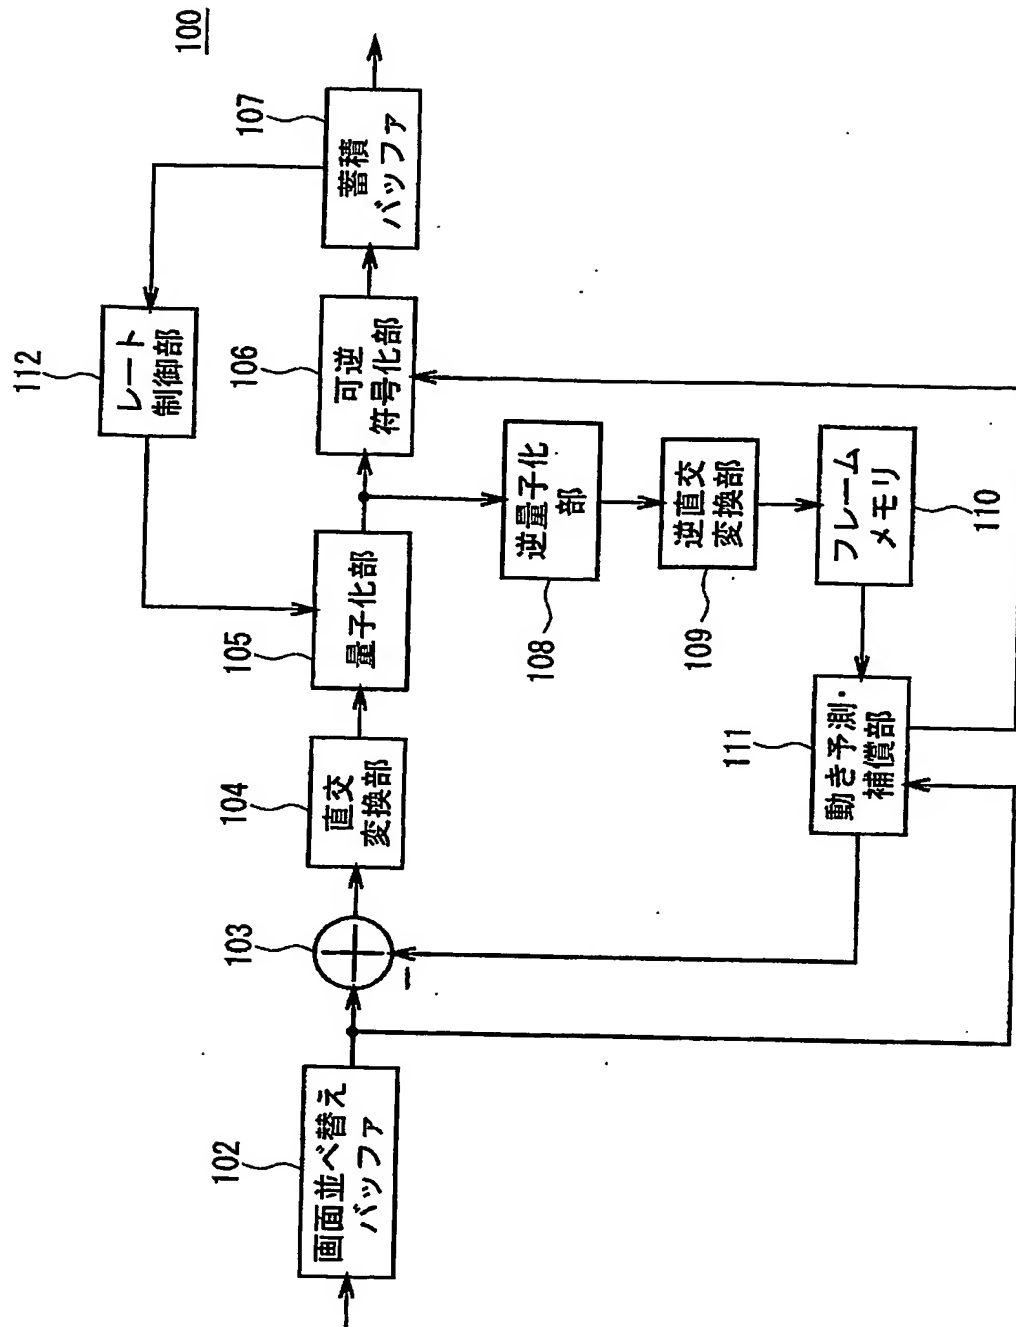 100
102
画面並べ替え
バッファ
103
−
104
直交
変換部
105
量子化部
106
可逆
符号化部
107
蓄積
バッファ
112
レート
制御部
108
逆量子化
部
109
逆直交
変換部
110
フレーム
メモリ
111
動き予測・
補償部